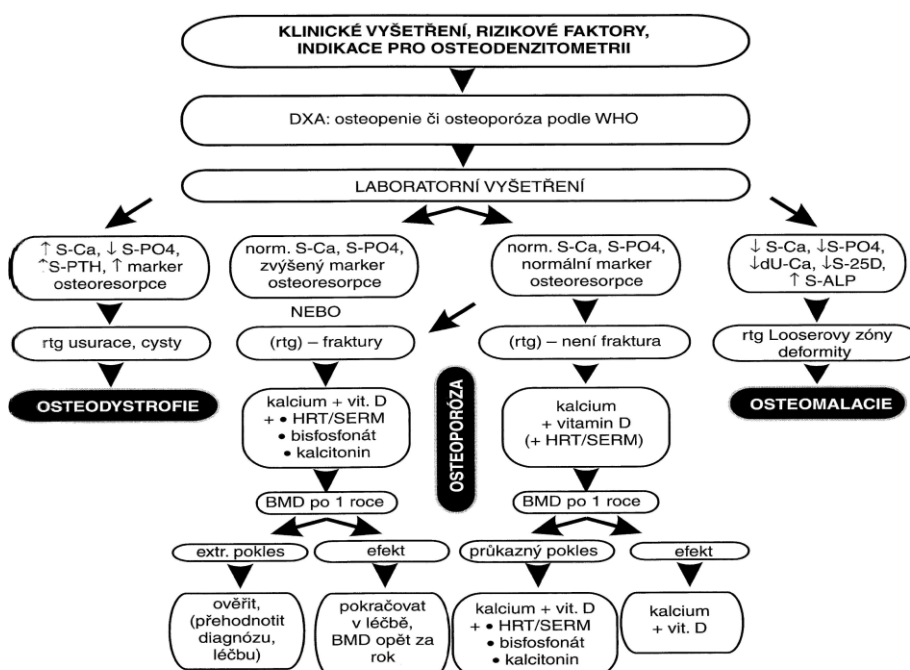 KLINICKÉ VYŠETŘENÍ, RIZIKOVÉ FAKTORY,
INDIKACE PRO OSTEODENZITOMETRII
DXA: osteopenie či osteoporóza podle WHO
LABORATORNÍ VYŠETŘENÍ
↑ S-Ca, ↓ S-PO4,
↑S-PTH, ↑ marker
osteoresorpce
norm. S-Ca, S-PO4,
zvýšený marker
osteoresorpce
norm. S-Ca, S-PO4,
normální marker
osteoresorpce
↓ S-Ca, ↓S-PO4,
↓dU-Ca, ↓S-25D,
↑ S-ALP
NEBO
rtg usurace, cysty
(rtg) – fraktury
(rtg) – není fraktura
rtg Looserovy zóny
deformity
OSTEODYSTROFIE
kalcium + vit. D
+ • HRT/SERM
• bisfosfonát
• kalcitonin
OSTEOPORÓZA
kalcium
+ vitamin D
(+ HRT/SERM)
OSTEOMALACIE
BMD po 1 roce
BMD po 1 roce
extr. pokles
efekt
průkazný pokles
efekt
ověřit,
(přehodnotit
diagnózu,
léčbu)
pokračovat
v léčbě,
BMD opět za
rok
kalcium + vit. D
+ • HRT/SERM
• bisfosfonát
• kalcitonin
kalcium
+ vit. D